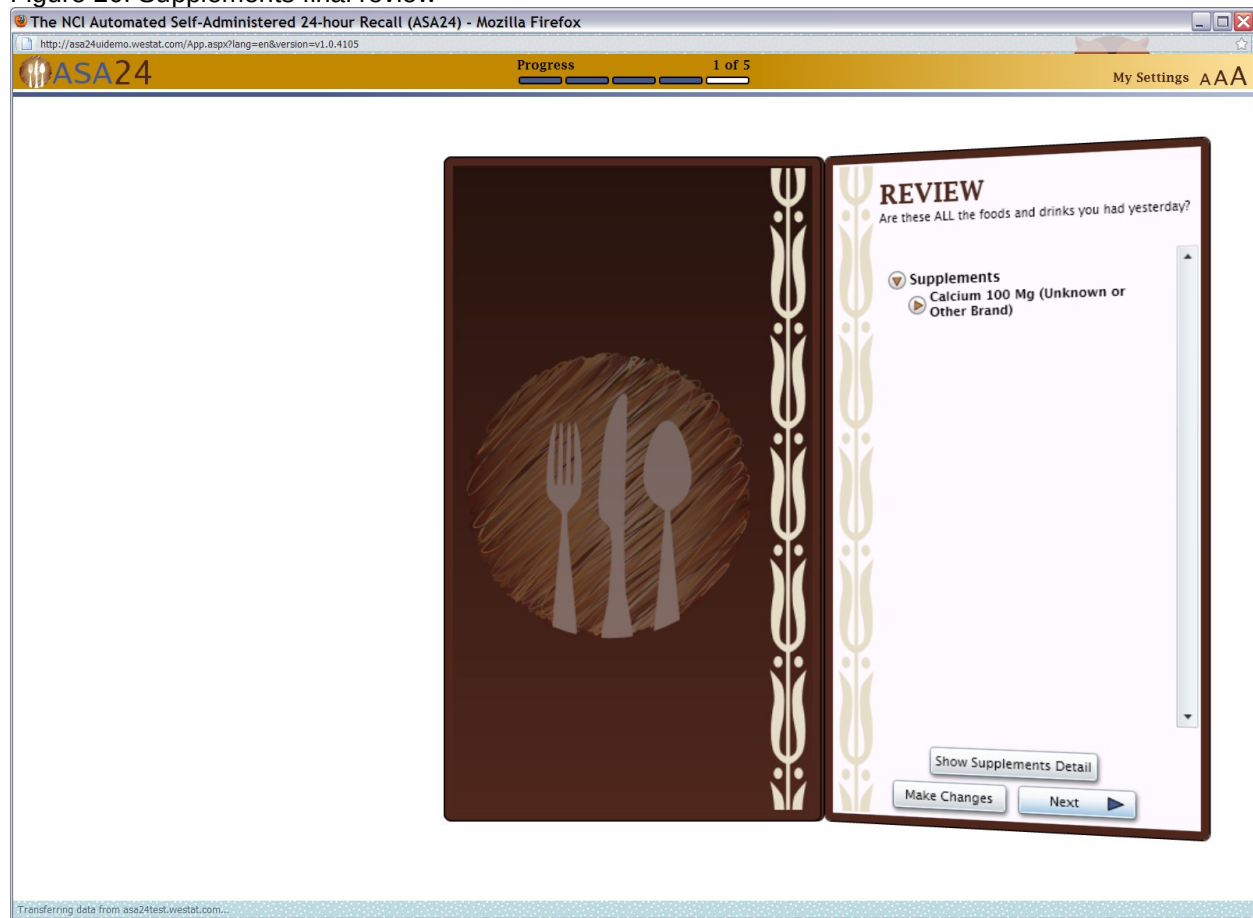 Figure 20. Supplements final review
The NCI Automated Self-Administered 24-hour Recall (ASA24) - Mozilla Firefox
http://asa24uidemo.westat.com/App.aspx?lang=en&version=v1.0.4105
ASA24
Progress 1 of 5
My Settings A A A
REVIEW
Are these ALL the foods and drinks you had yesterday?
Supplements
Calcium 100 Mg (Unknown or
Other Brand)
Show Supplements Detail
Make Changes
Next
Transferring data from asa24test.westat.com...